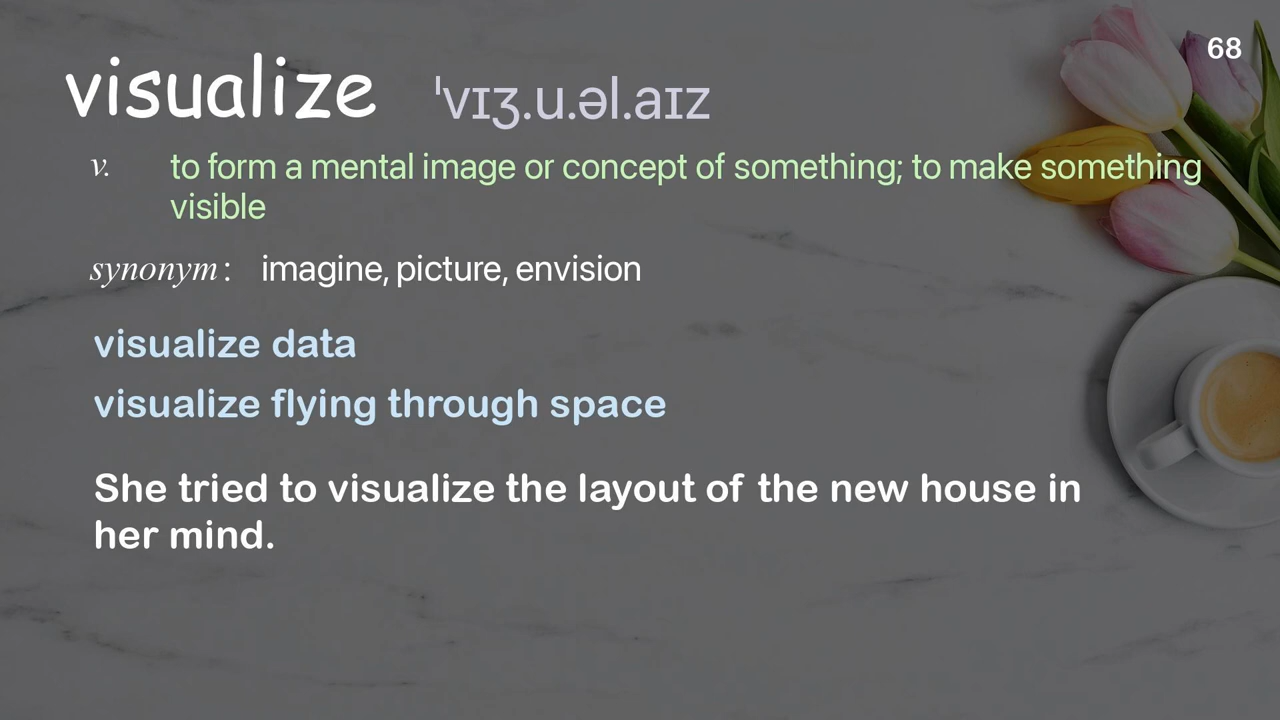 68
visualize ˈvɪʒ.u.əl.aɪz
v. to form a mental image or concept of something; to make something
visible
synonym: imagine, picture, envision
visualize data
visualize flying through space
She tried to visualize the layout of the new house in
her mind.